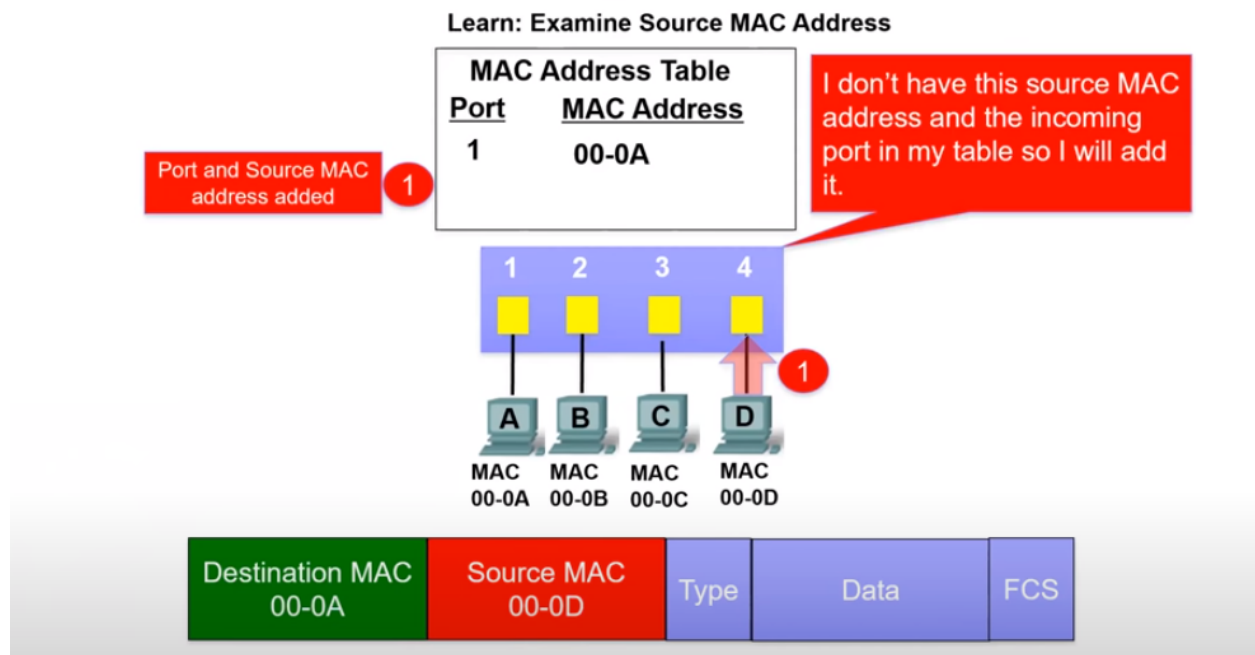 Learn: Examine Source MAC Address
MAC Address Table
Port MAC Address
1 00-0A
Port and Source MAC
address added
1
I don't have this source MAC
address and the incoming
port in my table so I will add
it.
1 2 3 4
1
A B C D
MAC MAC MAC MAC
00-0A 00-0B 00-0C 00-0D
Destination MAC
00-0A
Source MAC
00-0D
Type
Data
FCS